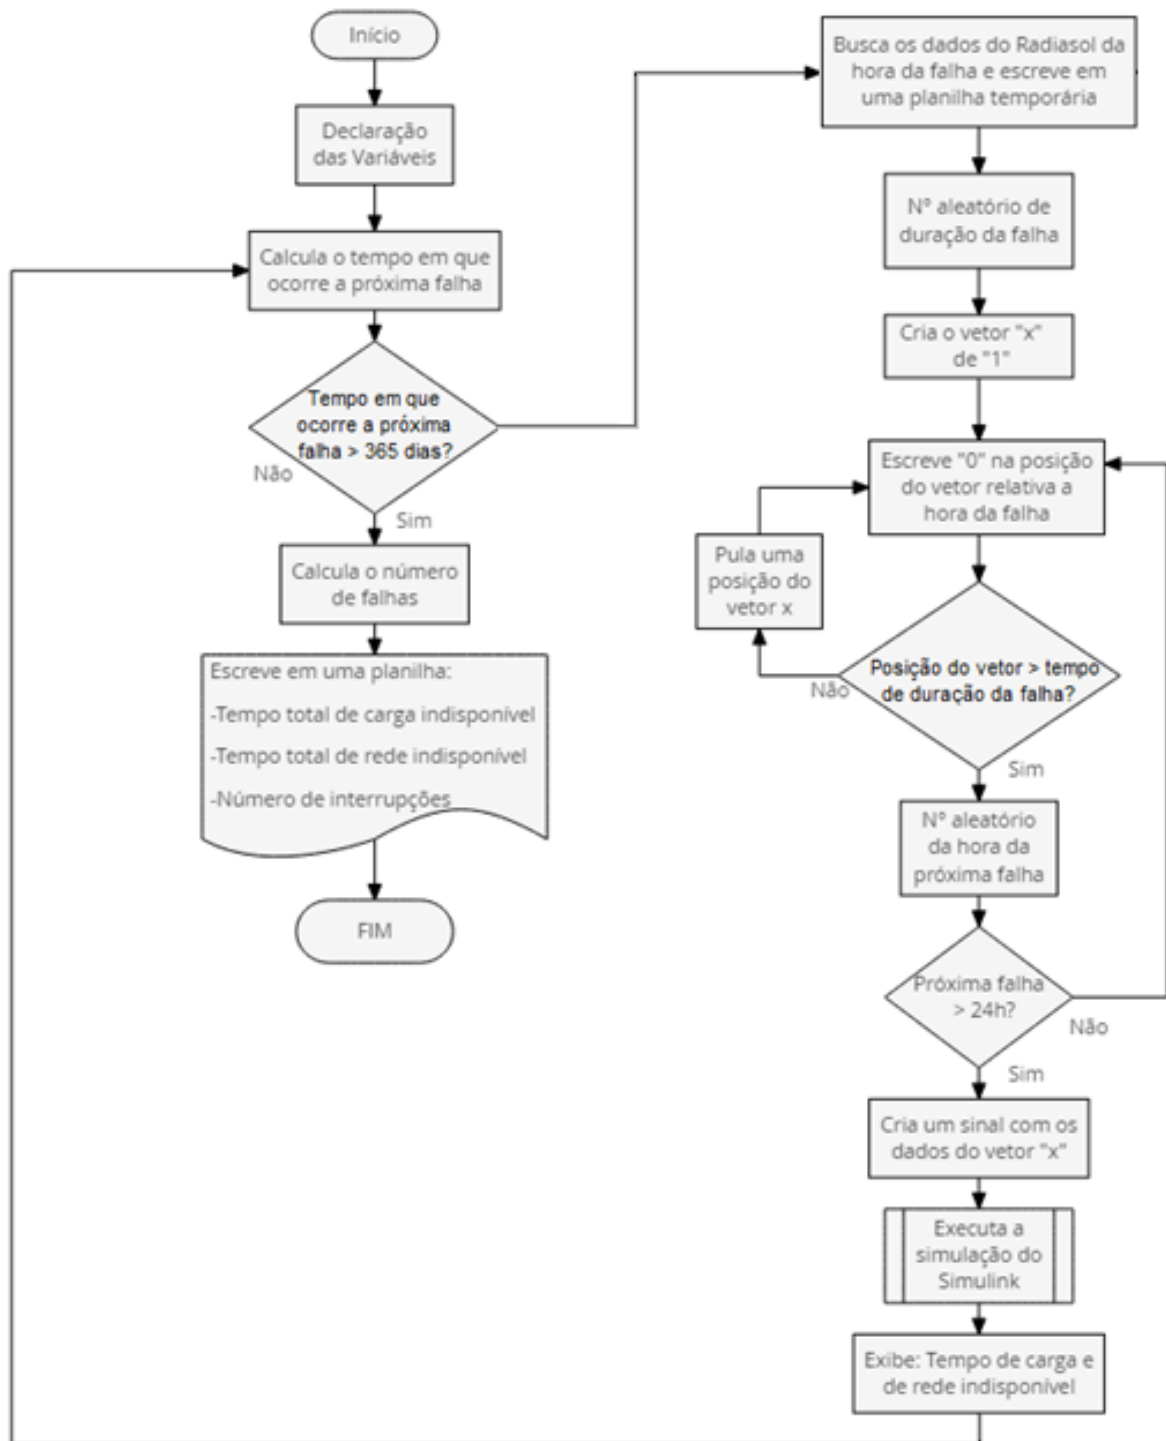 Início
Declaração
das Variáveis
Calcula o tempo em que
ocorre a próxima falha
Tempo em que
ocorre a próxima
falha > 365 dias?
Não
Sim
Calcula o número
de falhas
Escreve em uma planilha:
-Tempo total de carga indisponível
-Tempo total de rede indisponível
-Número de interrupções
FIM
Busca os dados do Radiasol da
hora da falha e escreve em
uma planilha temporária
Nº aleatório de
duração da falha
Cria o vetor "x"
de "1"
Escreve "0" na posição
do vetor relativa a
hora da falha
Pula uma
posição do
vetor x
Posição do vetor > tempo
de duração da falha?
Não
Sim
Nº aleatório
da hora da
próxima falha
Próxima falha
> 24h?
Não
Sim
Cria um sinal com os
dados do vetor "x"
Executa a
simulação do
Simulink
Exibe: Tempo de carga e
de rede indisponível